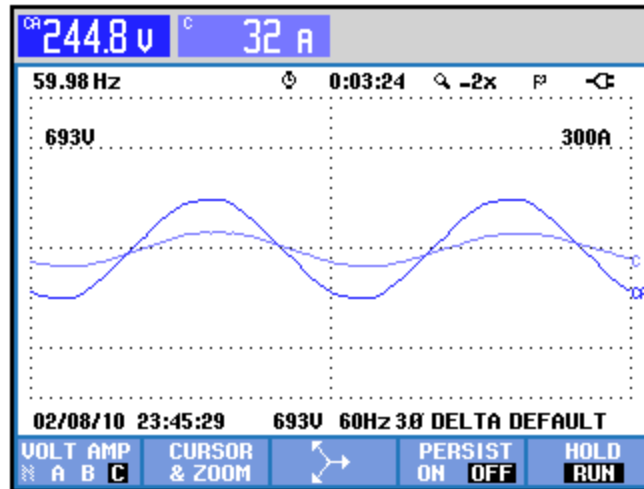 CA 244.8 V C 32 A
59.98 Hz 0:03:24 -2x P
693V 300A
C
CA
02/08/10 23:45:29 693V 60Hz 3Ø DELTA DEFAULT
VOLT AMP CURSOR PERSIST HOLD
N A B C & ZOOM ON OFF RUN